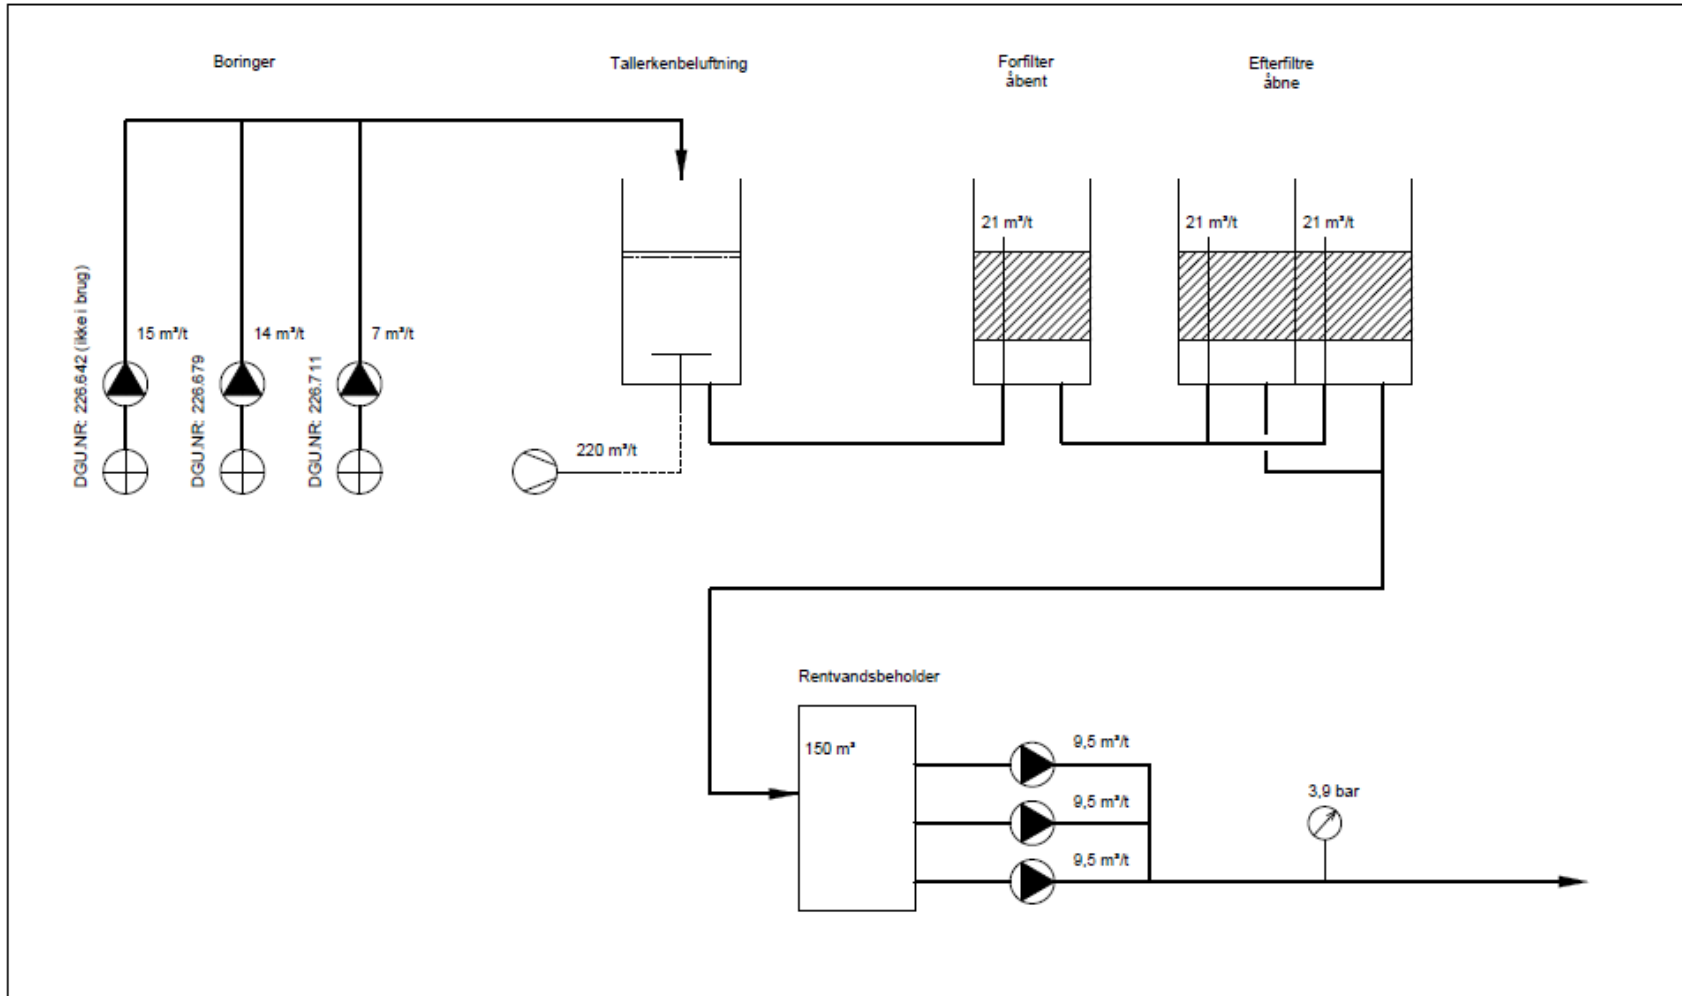 Boringer
Tallerkenbeluftning
Forfilter
åbent
Efterfiltre
åbne
21 m³/t
21 m³/t
21 m³/t
DGU.NR: 226.642 (ikke i brug)
15 m³/t
DGU.NR: 226.679
14 m³/t
DGU.NR: 226.711
7 m³/t
220 m³/t
Rentvandsbeholder
150 m³
9,5 m³/t
9,5 m³/t
9,5 m³/t
3,9 bar